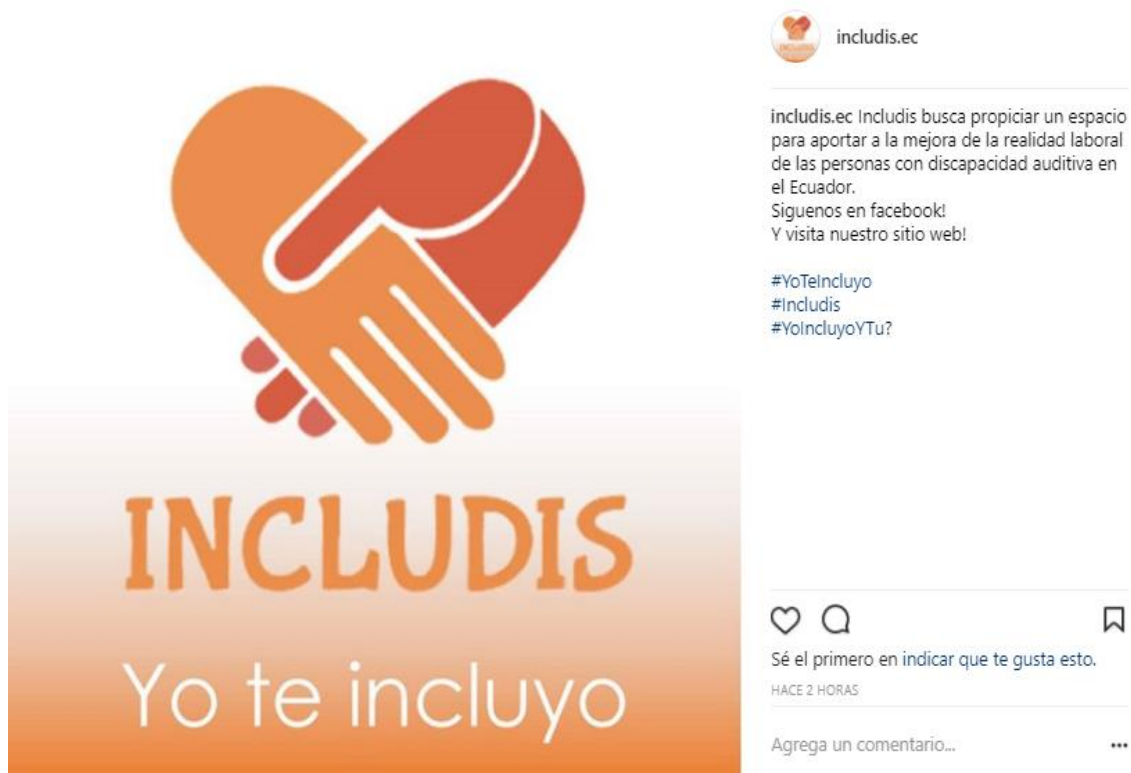 INCLUDIS
Yo te incluyo
INCLUDIS
includis.ec
includis.ec Includis busca propiciar un espacio
para aportar a la mejora de la realidad laboral
de las personas con discapacidad auditiva en
el Ecuador.
Siguenos en facebook!
Y visita nuestro sitio web!
#YoTeIncluyo
#Includis
#YoIncluyoYTu?
Sé el primero en indicar que te gusta esto.
HACE 2 HORAS
Agrega un comentario...